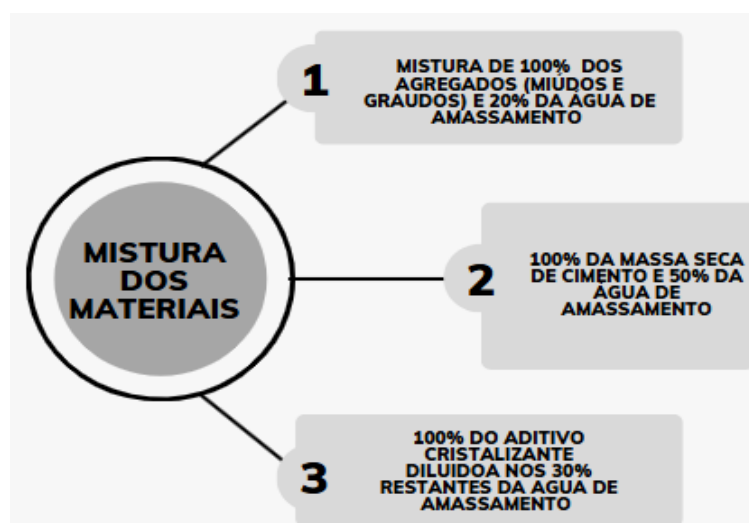 1
MISTURA DE 100% DOS
AGREGADOS (MIÚDOS E
GRAUDOS) E 20% DA ÁGUA DE
AMASSAMENTO
MISTURA
DOS
MATERIAIS
2
100% DA MASSA SECA
DE CIMENTO E 50% DA
ÁGUA DE
AMASSAMENTO
3
100% DO ADITIVO
CRISTALIZANTE
DILUIDOA NOS 30%
RESTANTES DA AGUA DE
AMASSAMENTO